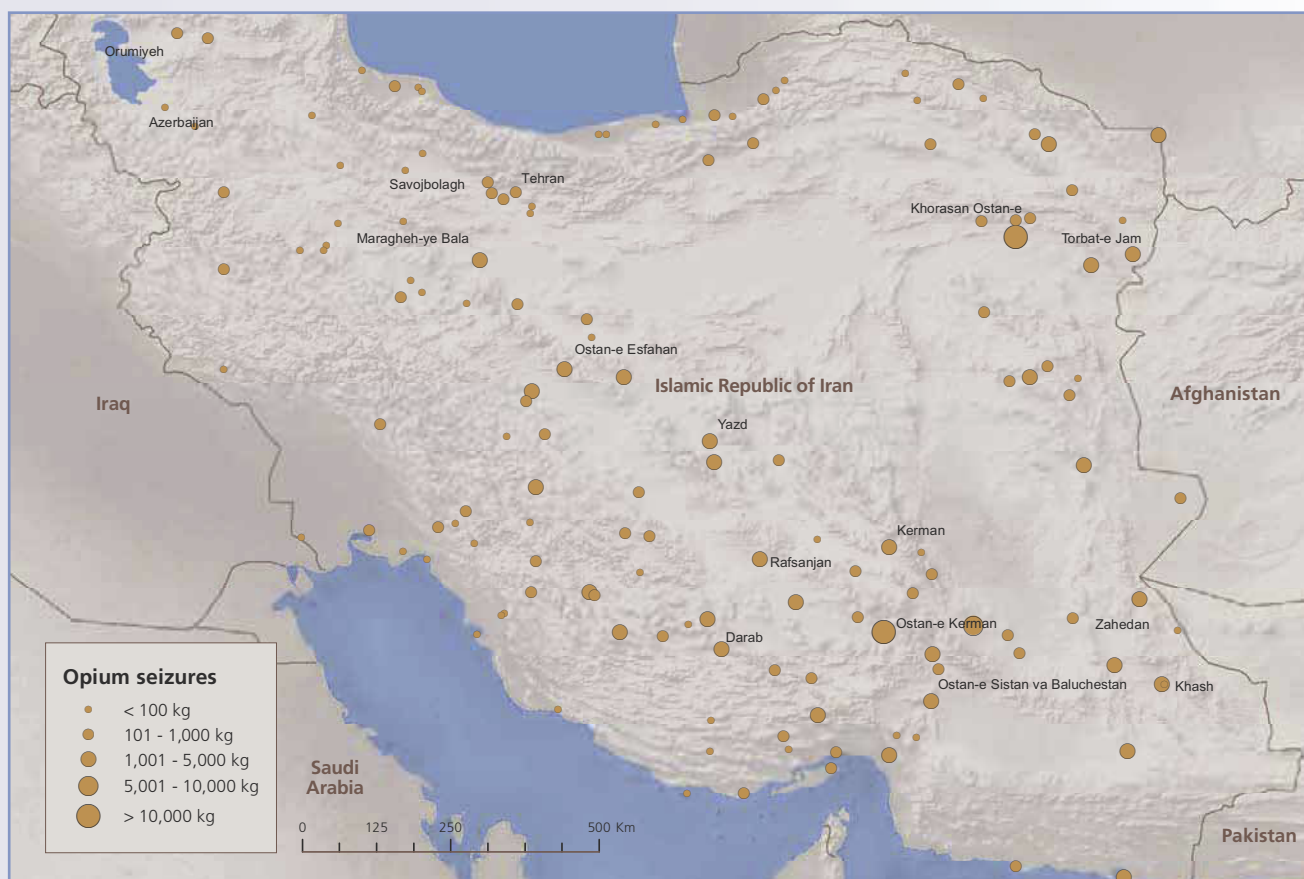 Orumiyeh
Azerbaijan
Savojbolagh
Tehran
Khorasan Ostan-e
Maragheh-ye Bala
Torbat-e Jam
Ostan-e Esfahan
Islamic Republic of Iran
Iraq
Afghanistan
Yazd
Kerman
Rafsanjan
Ostan-e Kerman
Zahedan
Darab
Ostan-e Sistan va Baluchestan
Khash
Saudi
Arabia
Pakistan
Opium seizures
< 100 kg
101 - 1,000 kg
1,001 - 5,000 kg
5,001 - 10,000 kg
> 10,000 kg
0 125 250 500 Km